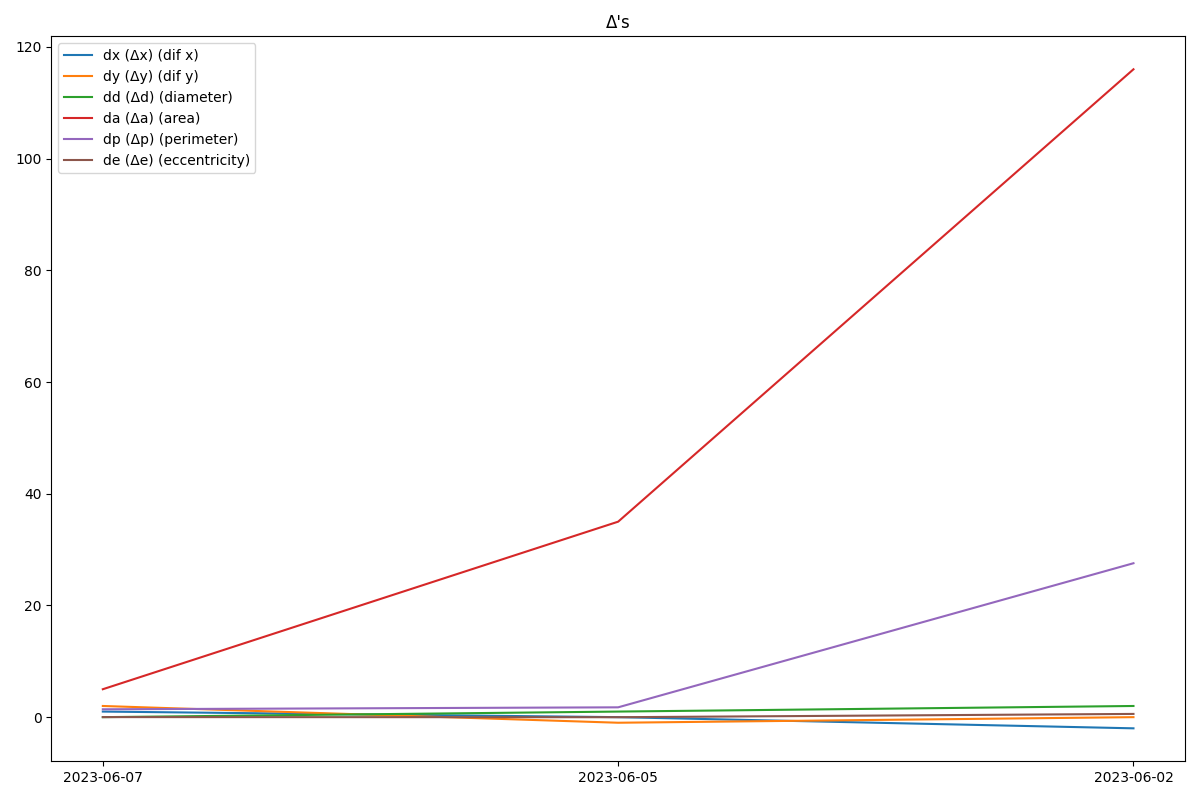 Δ's
dx (Δx) (dif x)
dy (Δy) (dif y)
dd (Δd) (diameter)
da (Δa) (area)
dp (Δp) (perimeter)
de (Δe) (eccentricity)
120
100
80
60
40
20
0
2023-06-07 2023-06-05 2023-06-02